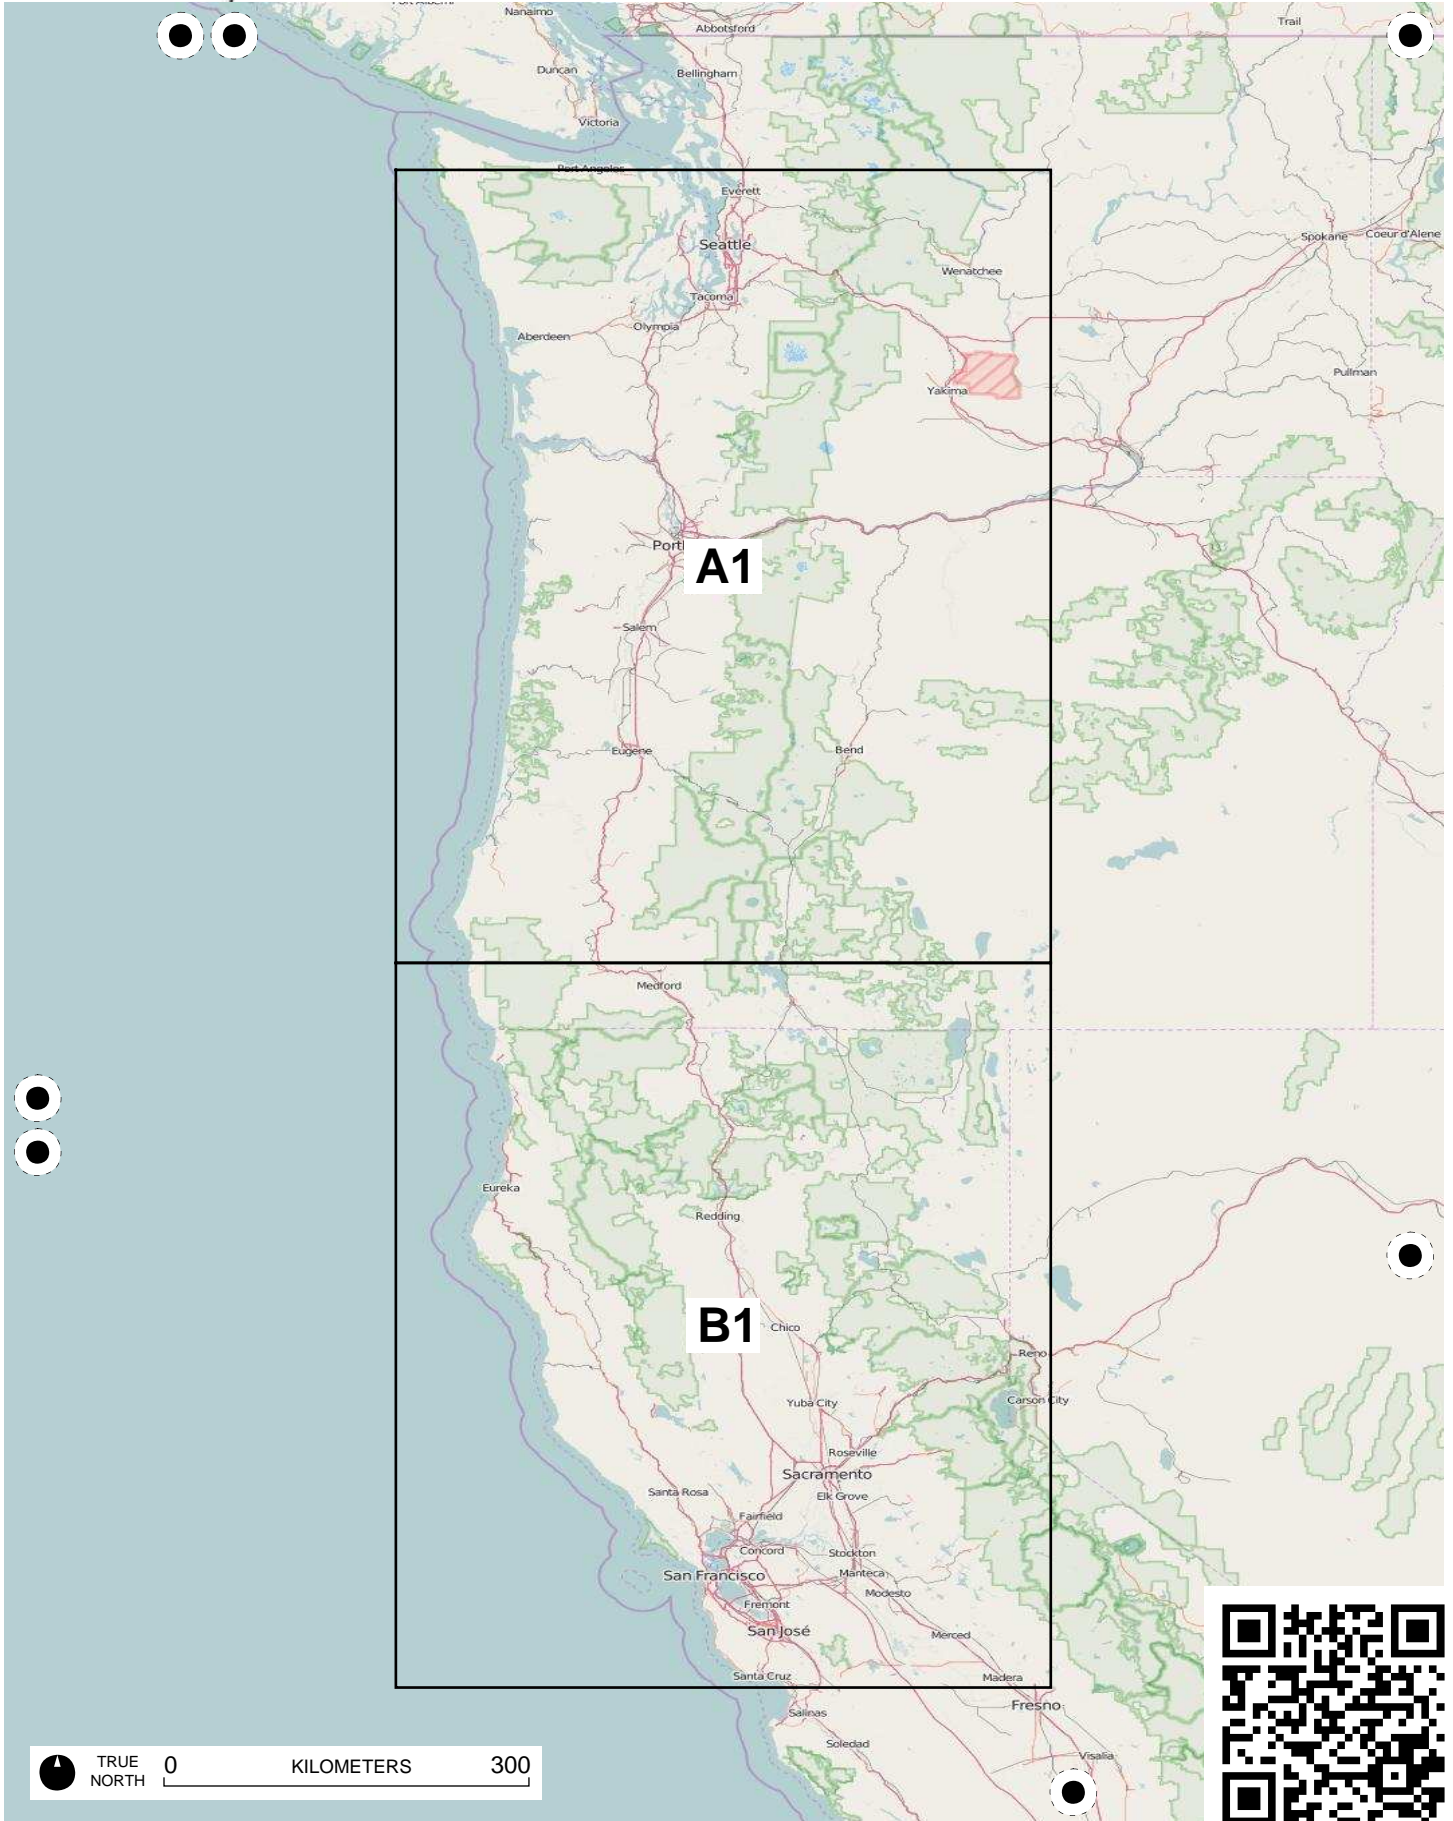 Nanaimo
Abbotsford
Trail
Duncan
Bellingham
Victoria
Port Angeles
Everett
Seattle
Spokane
Coeur d'Alene
Wenatchee
Tacoma
Olympia
Aberdeen
Pullman
Yakima
Portl
A1
Salem
Eugene
Bend
Medford
Eureka
Redding
B1
Chico
Reno
Carson City
Yuba City
Roseville
Sacramento
Santa Rosa
Elk Grove
Fairfield
Concord
Stockton
San Francisco
Manteca
Modesto
Fremont
San José
Merced
Santa Cruz
Madera
Fresno
Salinas
Soledad
Visalia
TRUE
NORTH
0 KILOMETERS 300